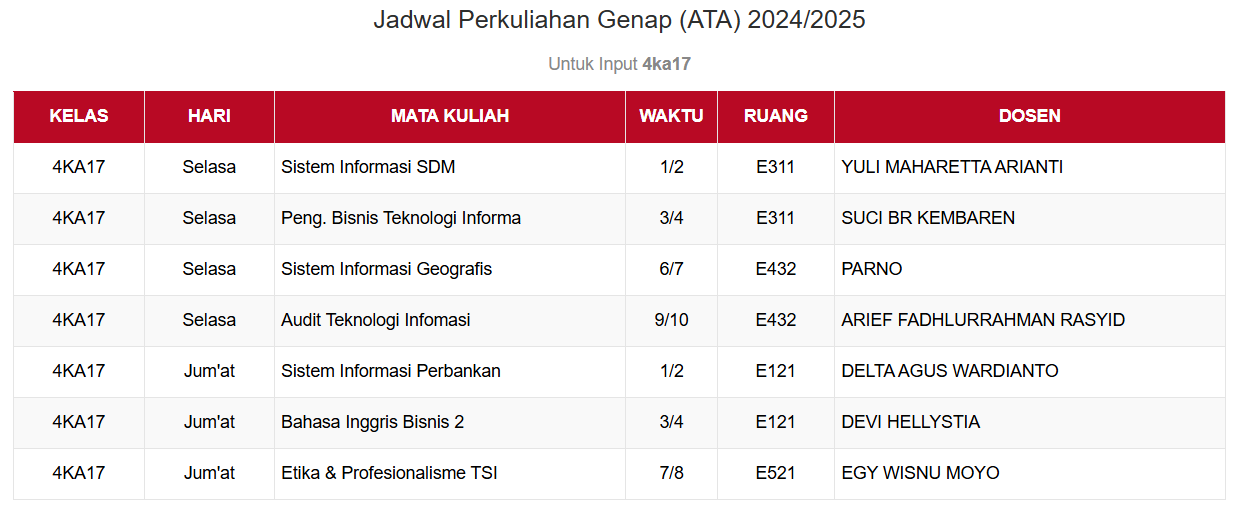 Jadwal Perkuliahan Genap (ATA) 2024/2025
Untuk Input 4ka17
KELAS HARI MATA KULIAH WAKTU RUANG DOSEN
4KA17 Selasa Sistem Informasi SDM 1/2 E311 YULI MAHARETTA ARIANTI
4KA17 Selasa Peng. Bisnis Teknologi Informa 3/4 E311 SUCI BR KEMBAREN
4KA17 Selasa Sistem Informasi Geografis 6/7 E432 PARNO
4KA17 Selasa Audit Teknologi Infomasi 9/10 E432 ARIEF FADHLURRAHMAN RASYID
4KA17 Jum'at Sistem Informasi Perbankan 1/2 E121 DELTA AGUS WARDIANTO
4KA17 Jum'at Bahasa Inggris Bisnis 2 3/4 E121 DEVI HELLYSTIA
4KA17 Jum'at Etika & Profesionalisme TSI 7/8 E521 EGY WISNU MOYO